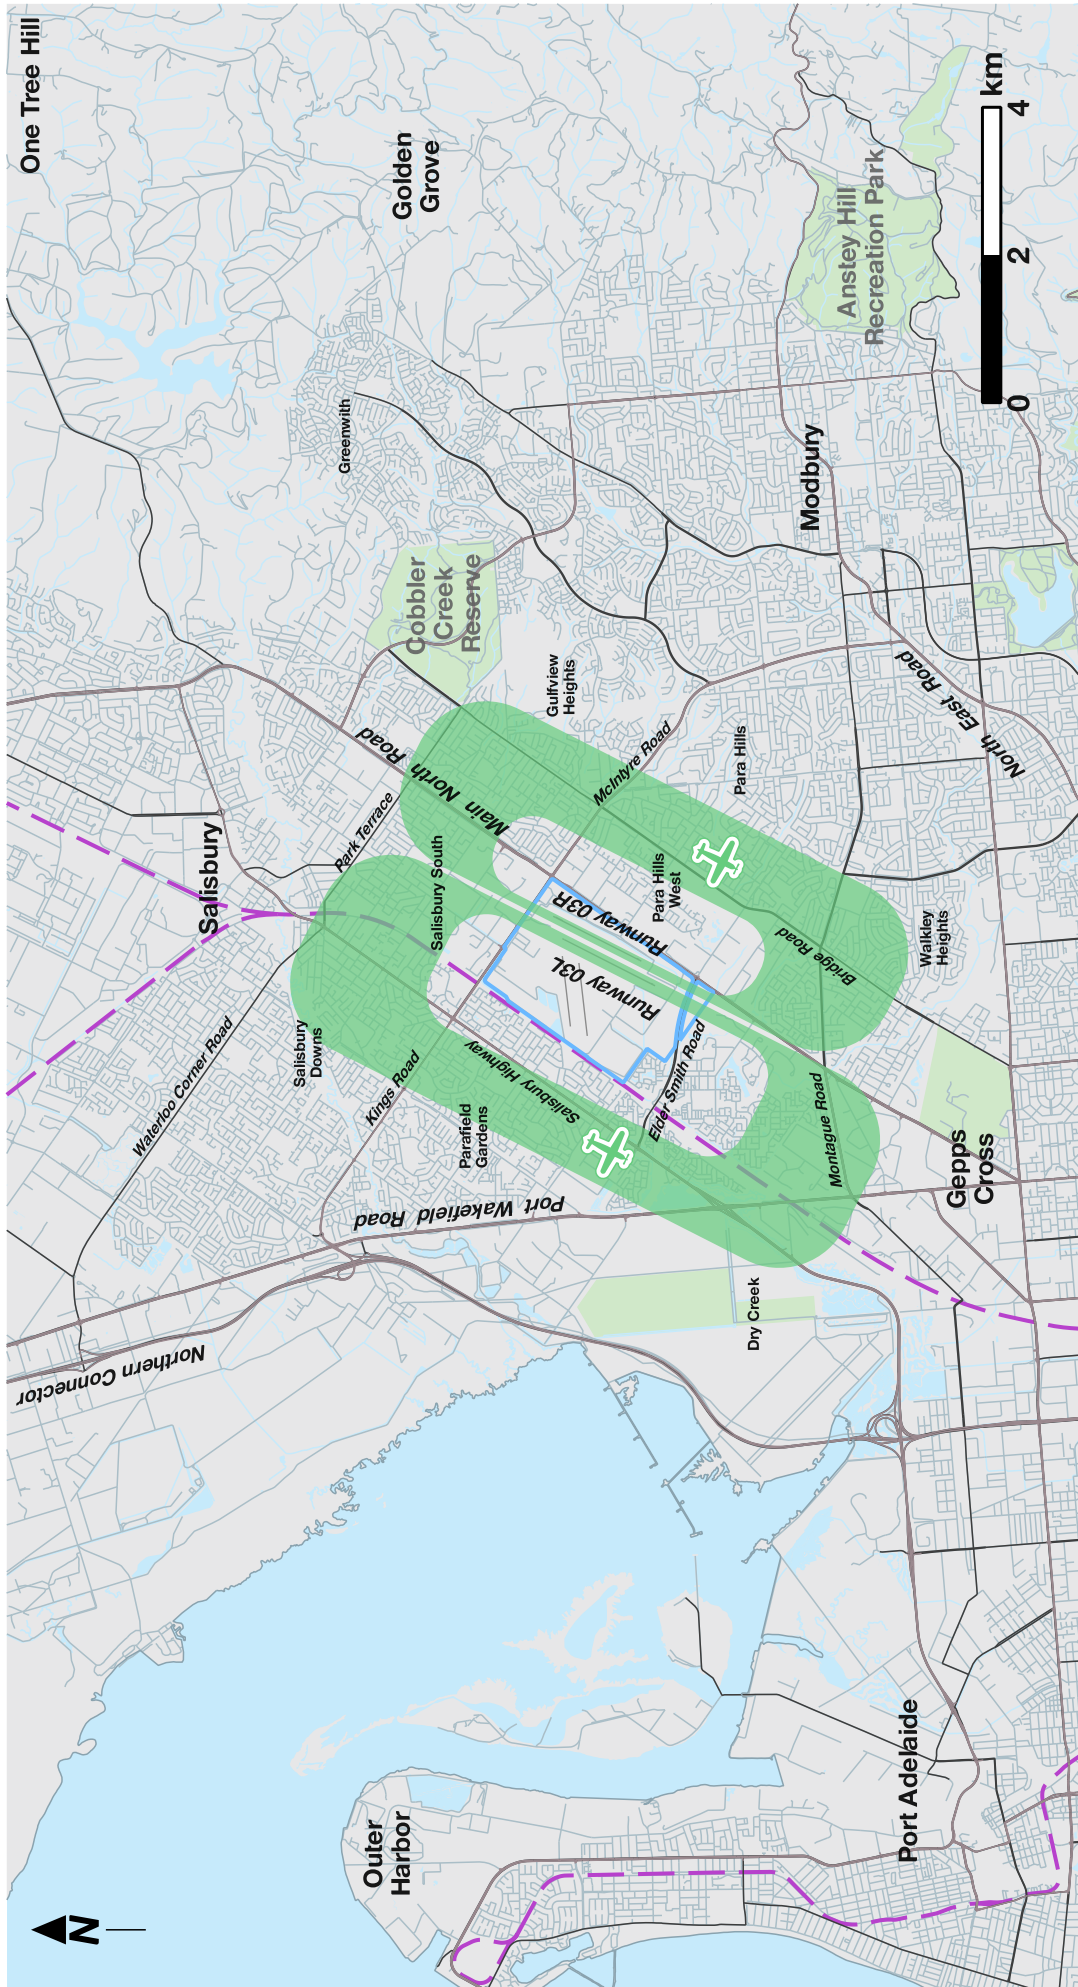 One Tree Hill
Golden
Grove
Greenwith
Cobbler
Creek
Reserve
Anstey Hill
Recreation Park
0
2
4
km
Modbury
Gulfview
Heights
Para Hills
McIntyre Road
North East Road
Main North Road
Park Terrace
Salisbury
Salisbury South
Para Hills
West
Runway 03R
Runway 03L
Bridge Road
Walkley
Heights
Waterloo Corner Road
Salisbury
Downs
Kings Road
Salisbury Highway
Elder Smith Road
Montague Road
Parafield
Gardens
Gepps
Cross
Port Wakefield Road
Northern Connector
Dry Creek
Port Adelaide
Outer
Harbor
N